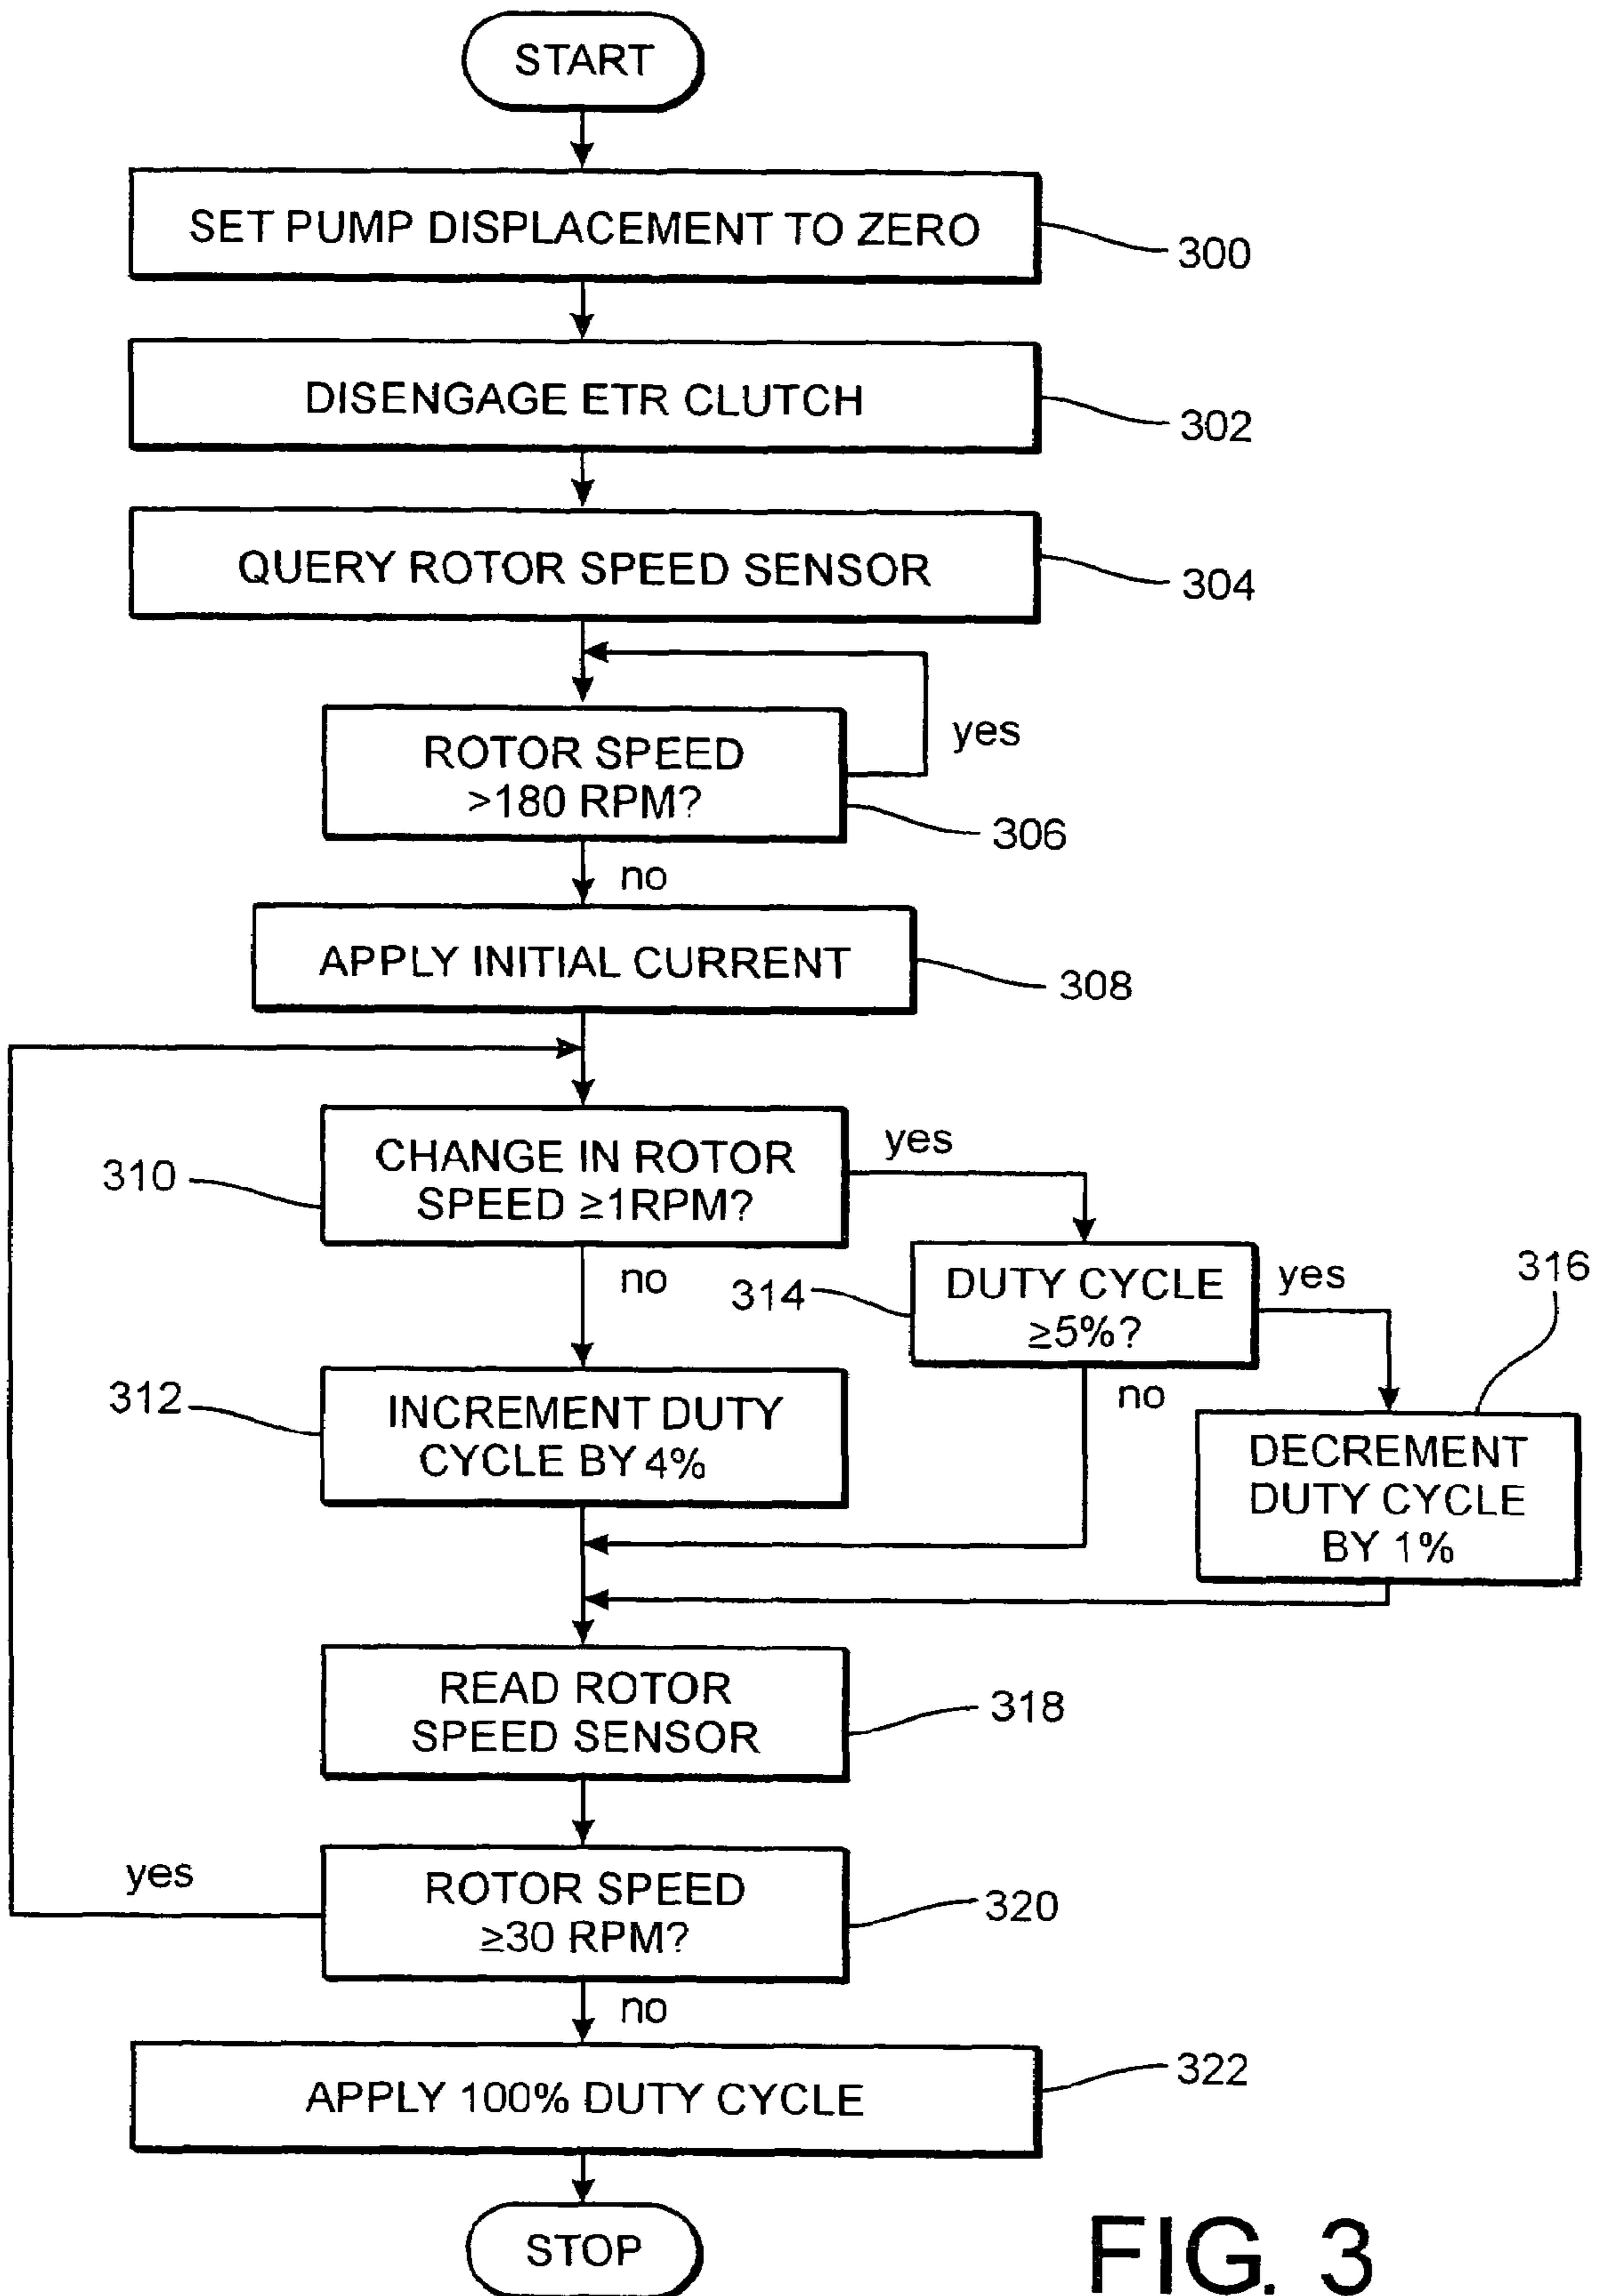 START
SET PUMP DISPLACEMENT TO ZERO
300
DISENGAGE ETR CLUTCH
302
QUERY ROTOR SPEED SENSOR
304
yes
ROTOR SPEED
>180 RPM?
306
no
APPLY INITIAL CURRENT
308
310
CHANGE IN ROTOR
SPEED ≥1RPM?
yes
no
314
DUTY CYCLE
≥5%?
yes
316
no
312
INCREMENT DUTY
CYCLE BY 4%
DECREMENT
DUTY CYCLE
BY 1%
READ ROTOR
SPEED SENSOR
318
yes
ROTOR SPEED
≥30 RPM?
320
no
APPLY 100% DUTY CYCLE
322
STOP
FIG. 3